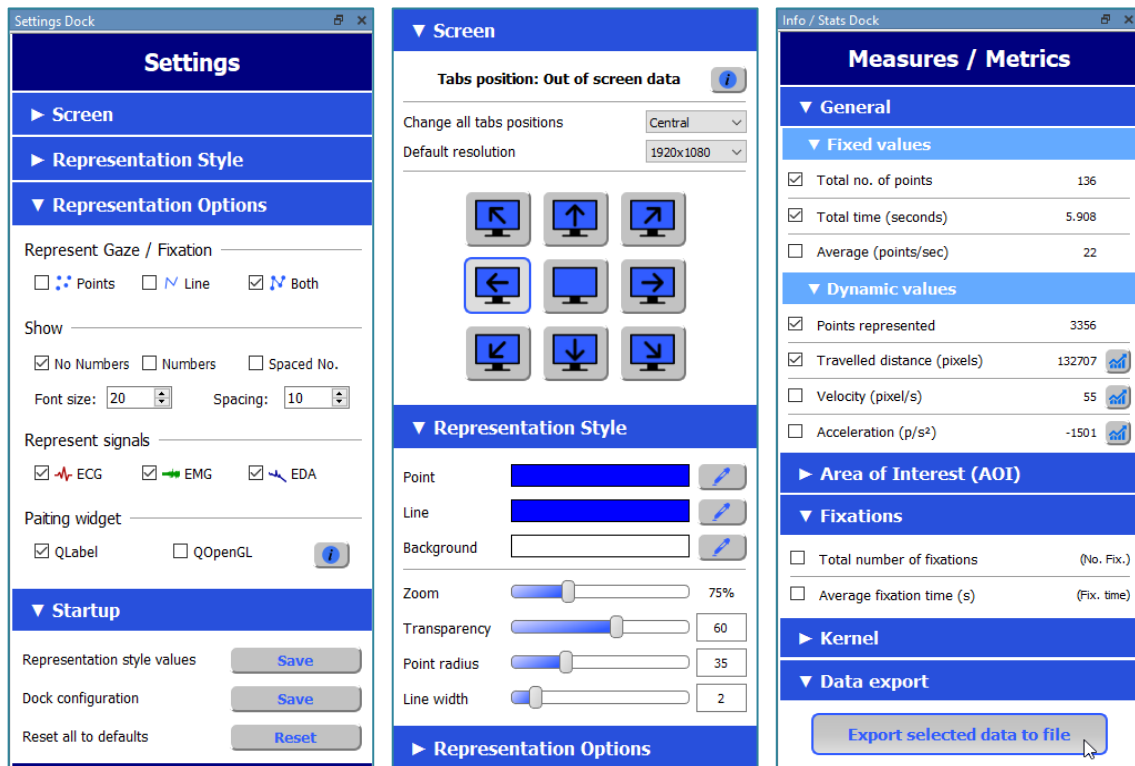 Settings Dock
Settings
▶ Screen
▶ Representation Style
▼ Representation Options
Represent Gaze / Fixation
Points Line Both
Show
No Numbers Numbers Spaced No.
Font size: 20 Spacing: 10
Represent signals
ECG EMG EDA
Paiting widget
QLabel QOpenGL i
▼ Startup
Representation style values Save
Dock configuration Save
Reset all to defaults Reset
▼ Screen
Tabs position: Out of screen data i
Change all tabs positions Central
Default resolution 1920x1080
▼ Representation Style
Point
Line
Background
Zoom 75%
Transparency 60
Point radius 35
Line width 2
▶ Representation Options
Info / Stats Dock
Measures / Metrics
▼ General
▼ Fixed values
Total no. of points 136
Total time (seconds) 5.908
Average (points/sec) 22
▼ Dynamic values
Points represented 3356
Travelled distance (pixels) 132707
Velocity (pixel/s) 55
Acceleration (p/s²) -1501
▶ Area of Interest (AOI)
▼ Fixations
Total number of fixations (No. Fix.)
Average fixation time (s) (Fix. time)
▶ Kernel
▼ Data export
Export selected data to file